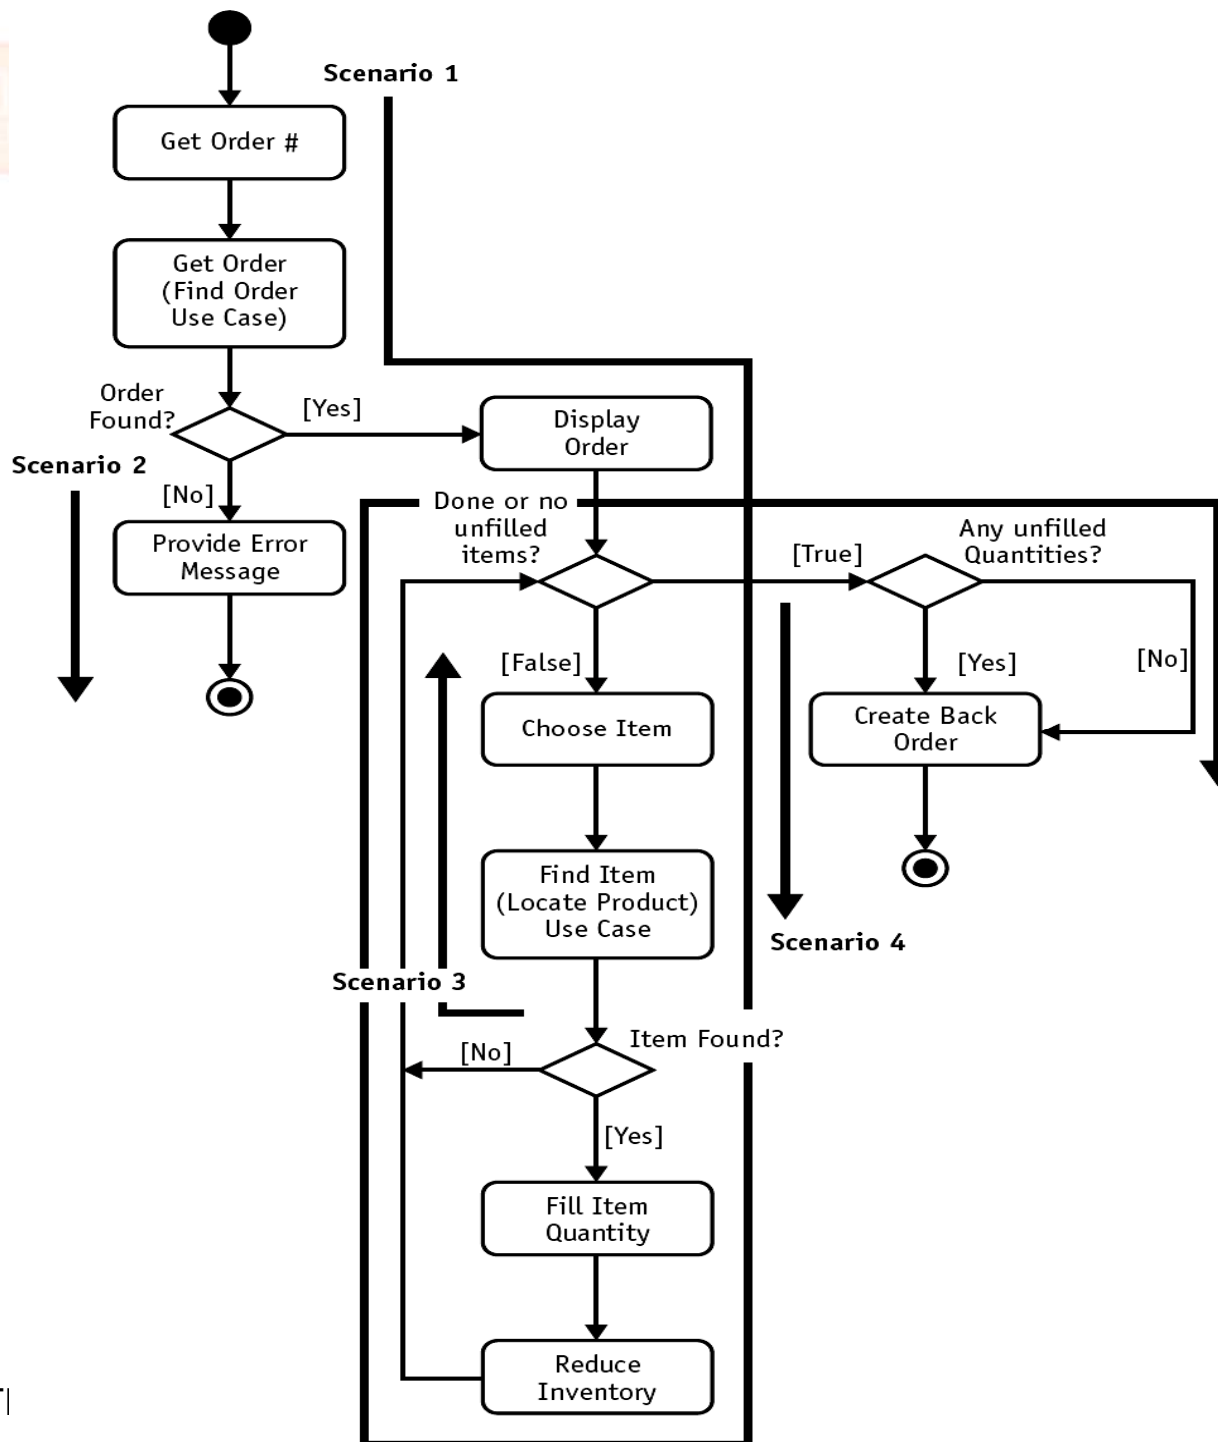 Scenario 1
Get Order #
Get Order
(Find Order
Use Case)
Order
Found?
[Yes]
Display
Order
Scenario 2
[No]
Provide Error
Message
Done or no
unfilled
items?
[True]
Any unfilled
Quantities?
[False]
[Yes]
[No]
Choose Item
Create Back
Order
Find Item
(Locate Product)
Use Case
Scenario 4
Scenario 3
Item Found?
[No]
[Yes]
Fill Item
Quantity
Reduce
Inventory